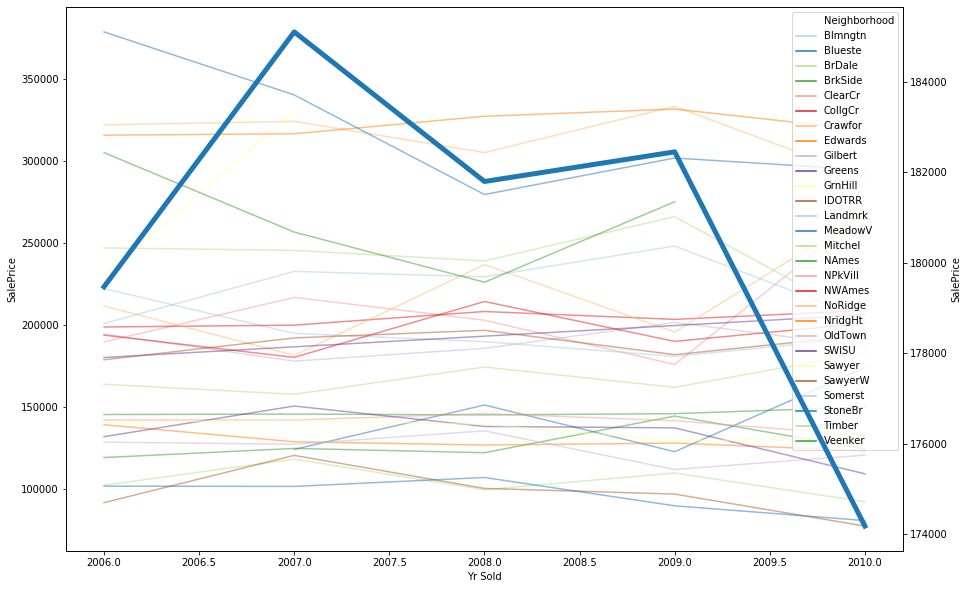 350000
300000
250000
200000
150000
100000
SalePrice
2006.0
2006.5
2007.0
2007.5
2008.0
2008.5
2009.0
2009.5
2010.0
Yr Sold
184000
182000
180000
178000
176000
174000
SalePrice
Neighborhood
Blmngtn
Blueste
BrDale
BrkSide
ClearCr
CollgCr
Crawfor
Edwards
Gilbert
Greens
GrnHill
IDOTRR
Landmrk
MeadowV
Mitchel
NAmes
NPkVill
NWAmes
NoRidge
NridgHt
OldTown
SWISU
Sawyer
SawyerW
Somerst
StoneBr
Timber
Veenker